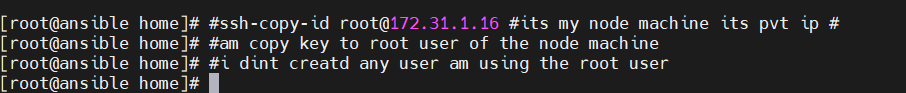 [root@ansible home]# #ssh-copy-id root@172.31.1.16 #its my node machine its pvt ip #
[root@ansible home]# #am copy key to root user of the node machine
[root@ansible home]# #i dint creatd any user am using the root user
[root@ansible home]#